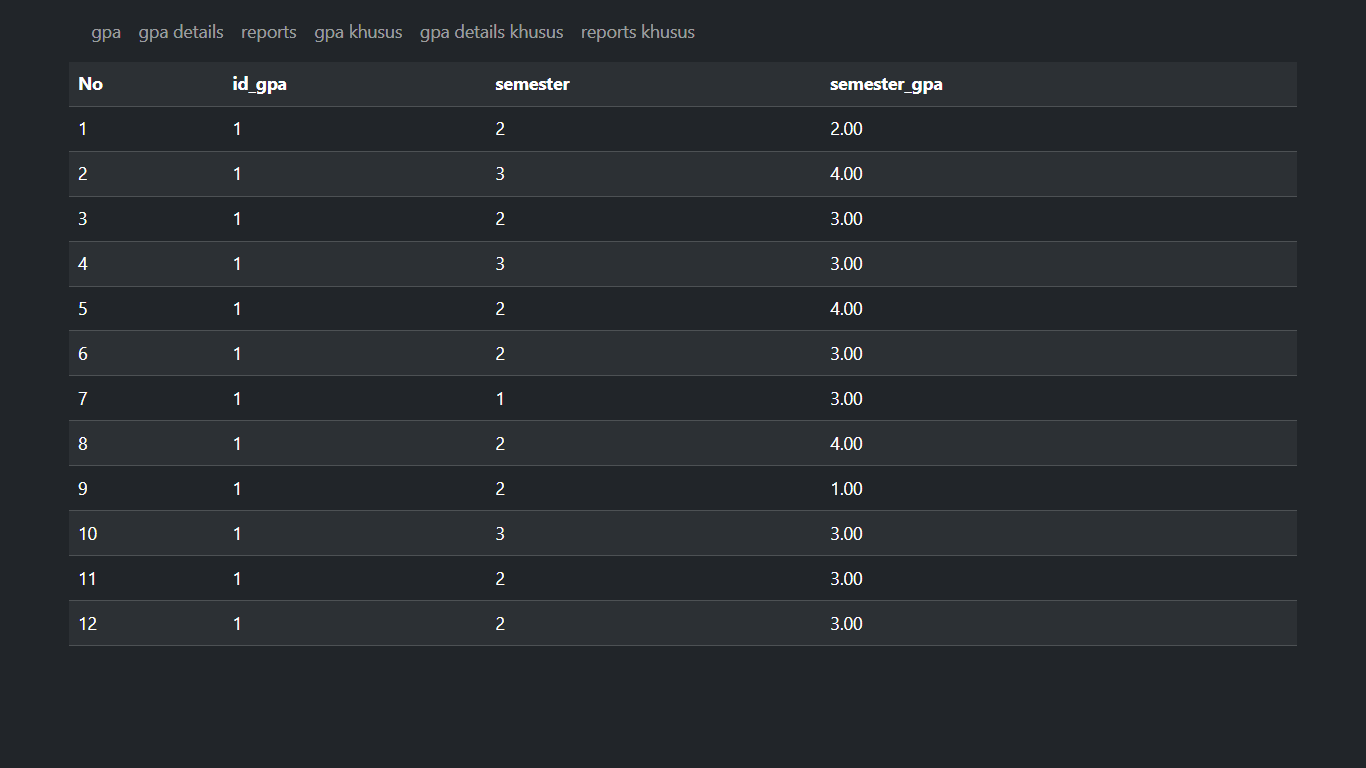 gpa gpa details reports gpa khusus gpa details khusus reports khusus
No id_gpa semester semester_gpa
1 1 2 2.00
2 1 3 4.00
3 1 2 3.00
4 1 3 3.00
5 1 2 4.00
6 1 2 3.00
7 1 1 3.00
8 1 2 4.00
9 1 2 1.00
10 1 3 3.00
11 1 2 3.00
12 1 2 3.00